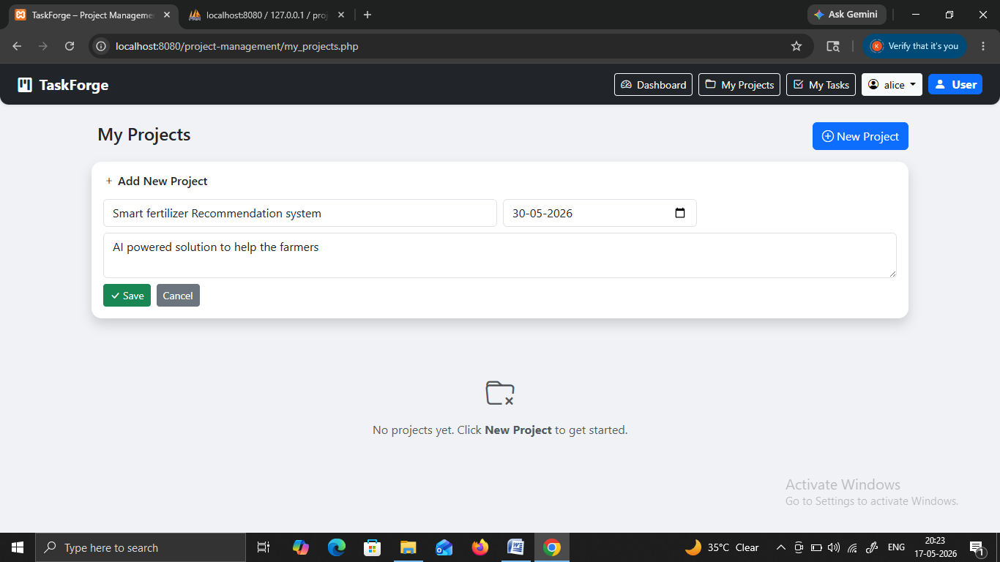 TaskForge – Project Manageme
localhost:8080 / 127.0.0.1 / proj
Ask Gemini
localhost:8080/project-management/my_projects.php
K
Verify that it's you
TaskForge
Dashboard
My Projects
My Tasks
alice
User
My Projects
New Project
+ Add New Project
Smart fertilizer Recommendation system
30-05-2026
AI powered solution to help the farmers
Save
Cancel
No projects yet. Click New Project to get started.
Activate Windows
Go to Settings to activate Windows.
Type here to search
35°C Clear
ENG
20:23
17-05-2026
1